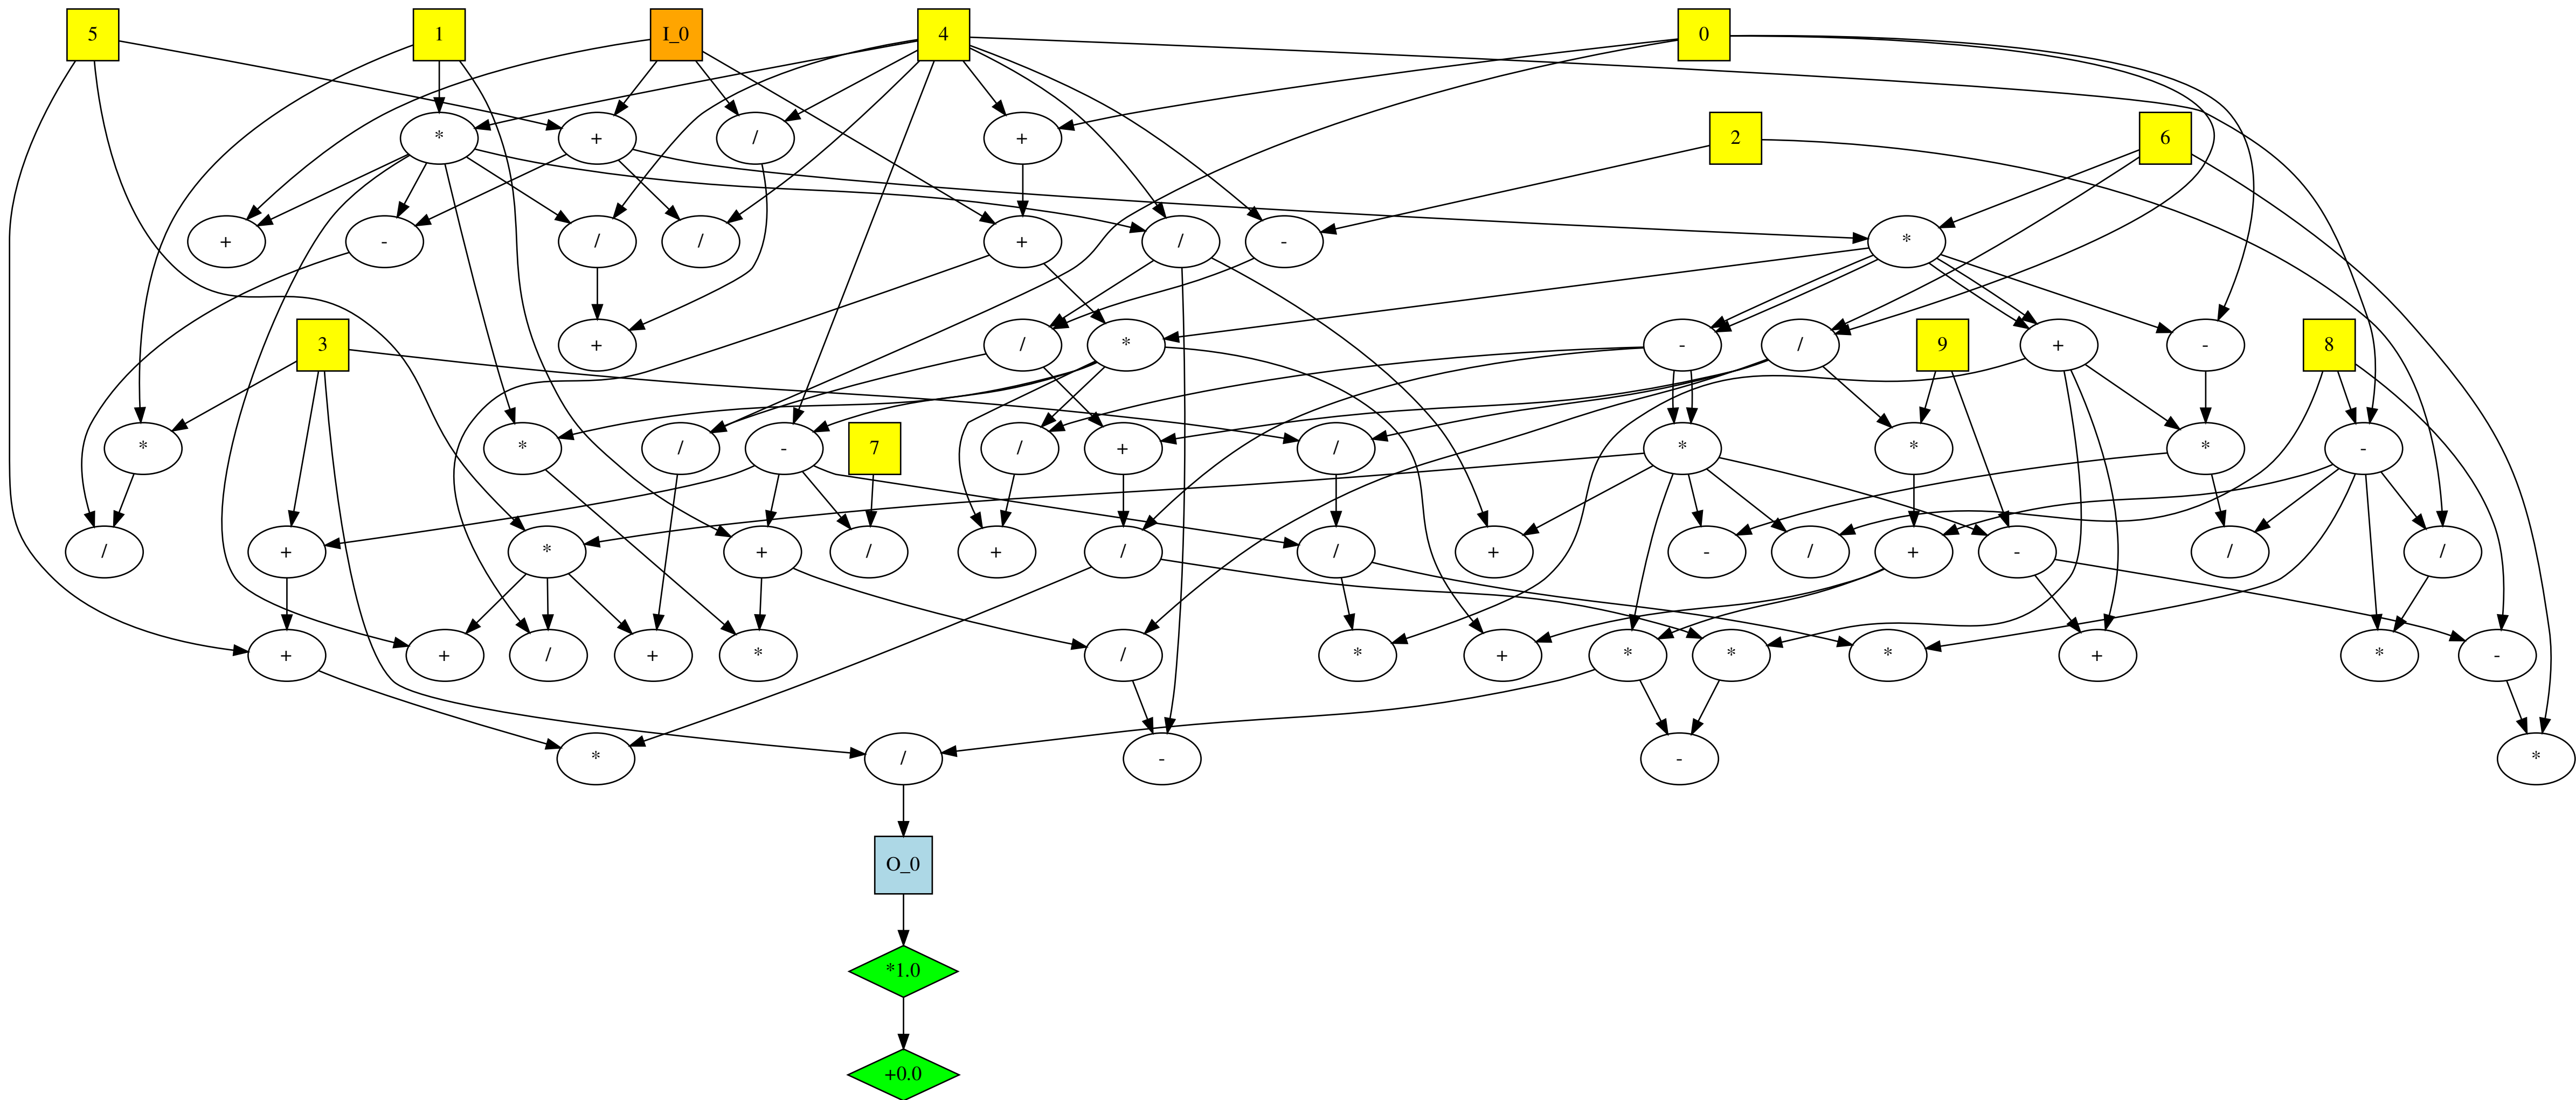 5 1 I_0 4 0
* + / + 2 6
+ - / / + / - *
3 + / * - / 9 + - 8
* * / - 7 / + / * * * -
/ + * + / + / / + - / + - / /
+ + / + * / * + * * * + * -
* / - - *
O_0
*1.0
+0.0